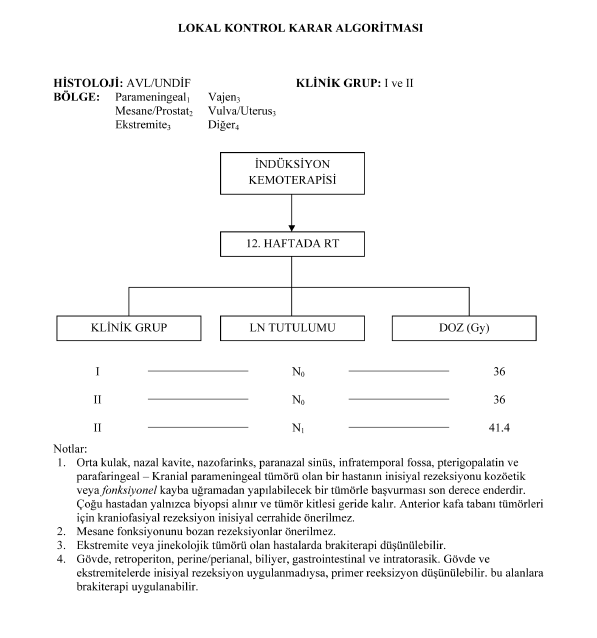 LOKAL KONTROL KARAR ALGORİTMASI
HİSTOLOJİ: AVL/UNDİF KLİNİK GRUP: I ve II
BÖLGE: Parameningeal₁ Vajen₃
Mesane/Prostat₂ Vulva/Uterus₃
Ekstremite₃ Diğer₄
İNDÜKSİYON
KEMOTERAPİSİ
12. HAFTADA RT
KLİNİK GRUP LN TUTULUMU DOZ (Gy)
I N₀ 36
II N₀ 36
II N₁ 41.4
Notlar:
1. Orta kulak, nazal kavite, nazofarinks, paranazal sinüs, infratemporal fossa, pterigopalatin ve
parafaringeal – Kranial parameningeal tümörü olan bir hastanın inisiyal rezeksiyonu kozöetik
veya fonksiyonel kayba uğramadan yapılabilecek bir tümörle başvurması son derece enderdir.
Çoğu hastadan yalnızca biyopsi alınır ve tümör kitlesi geride kalır. Anterior kafa tabanı tümörleri
için kraniofasiyal rezeksiyon inisiyal cerrahide önerilmez.
2. Mesane fonksiyonunu bozan rezeksiyonlar önerilmez.
3. Ekstremite veya jinekolojik tümörü olan hastalarda brakiterapi düşünülebilir.
4. Gövde, retroperiton, perine/perianal, biliyer, gastrointestinal ve intratorasik. Gövde ve
ekstremitelerde inisiyal rezeksiyon uygulanmadıysa, primer reeksizyon düşünülebilir. bu alanlara
brakiterapi uygulanabilir.